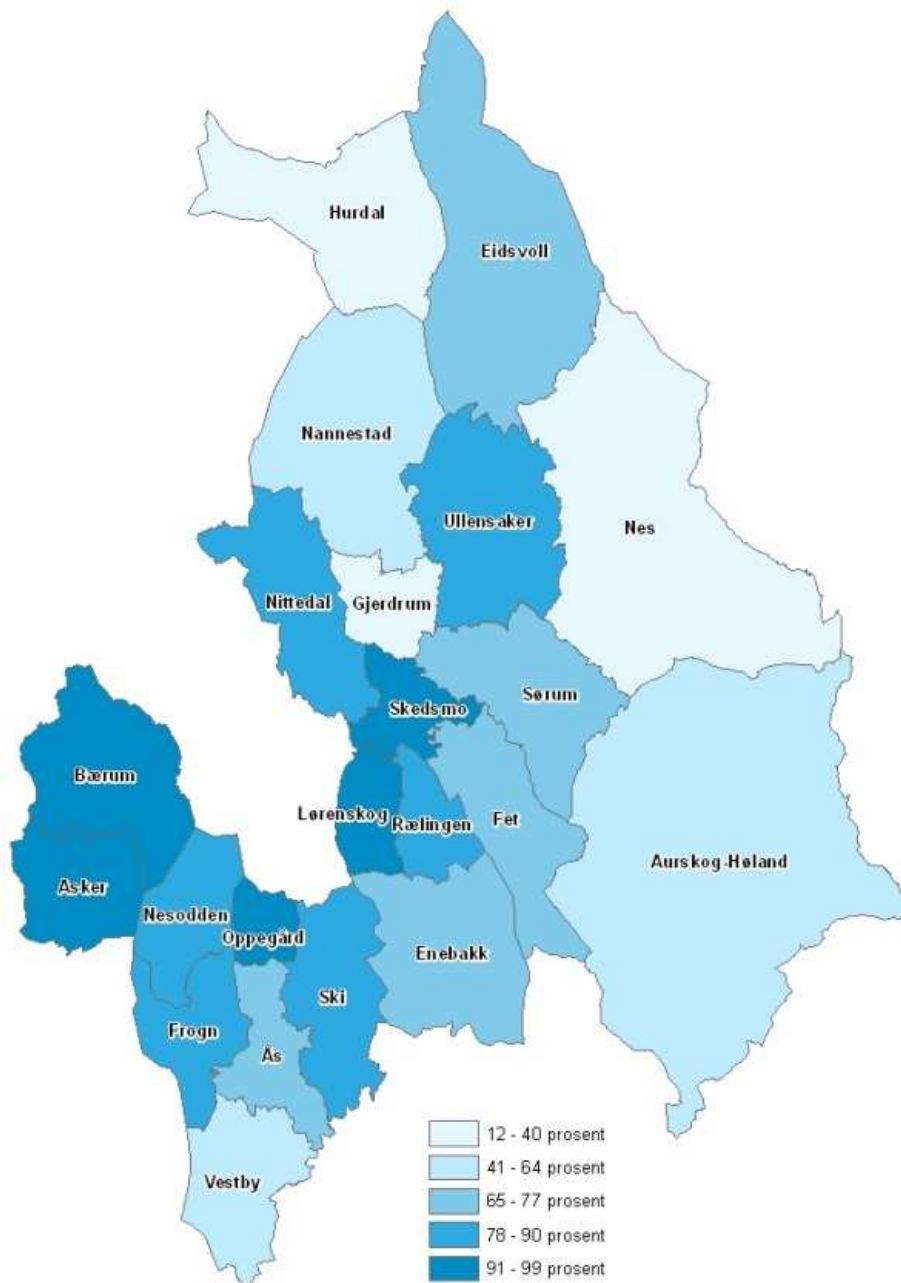 Hurdal
Eidsvoll
Nannestad
Ullensaker
Nes
Nittedal
Gjerdrum
Sørum
Skedsmo
Bærum
Lørenskog
Rælingen
Fet
Aurskog-Høland
Asker
Nesodden
Oppegård
Enebakk
Ski
Frogn
Ås
Vestby
12 - 40 prosent
41 - 64 prosent
65 - 77 prosent
78 - 90 prosent
91 - 99 prosent